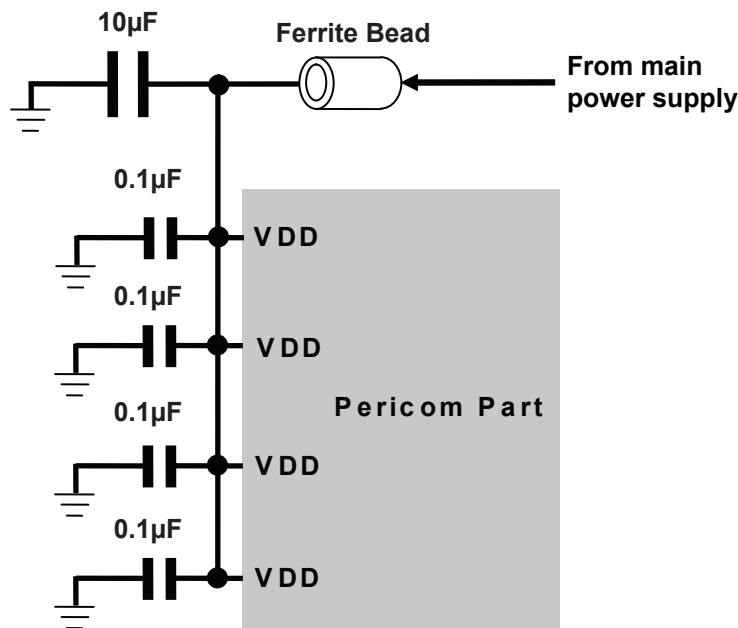 10µF
Ferrite Bead
From main
power supply
0.1µF
VDD
0.1µF
VDD
Pericom Part
0.1µF
VDD
0.1µF
VDD